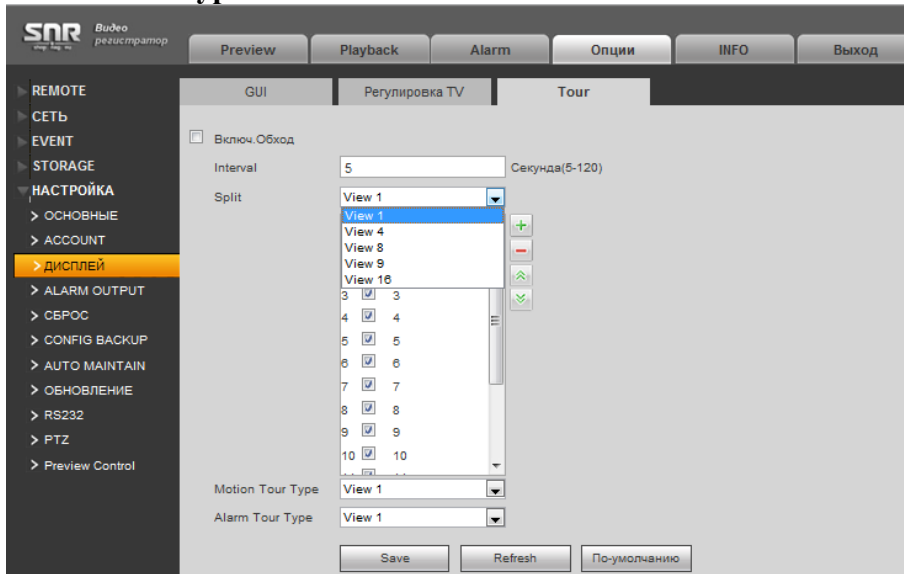 SNR
Видео
регистратор
Preview
Playback
Alarm
Опции
INFO
Выход
REMOTE
СЕТЬ
EVENT
STORAGE
НАСТРОЙКА
ОСНОВНЫЕ
ACCOUNT
ДИСПЛЕЙ
ALARM OUTPUT
СБРОС
CONFIG BACKUP
AUTO MAINTAIN
ОБНОВЛЕНИЕ
RS232
PTZ
Preview Control
GUI
Регулировка TV
Tour
Включ.Обход
Interval 5 Секунда(5-120)
Split View 1
View 1
View 4
View 8
View 9
View 16
3 3
4 4
5 5
6 6
7 7
8 8
9 9
10 10
Motion Tour Type View 1
Alarm Tour Type View 1
Save
Refresh
По-умолчанию